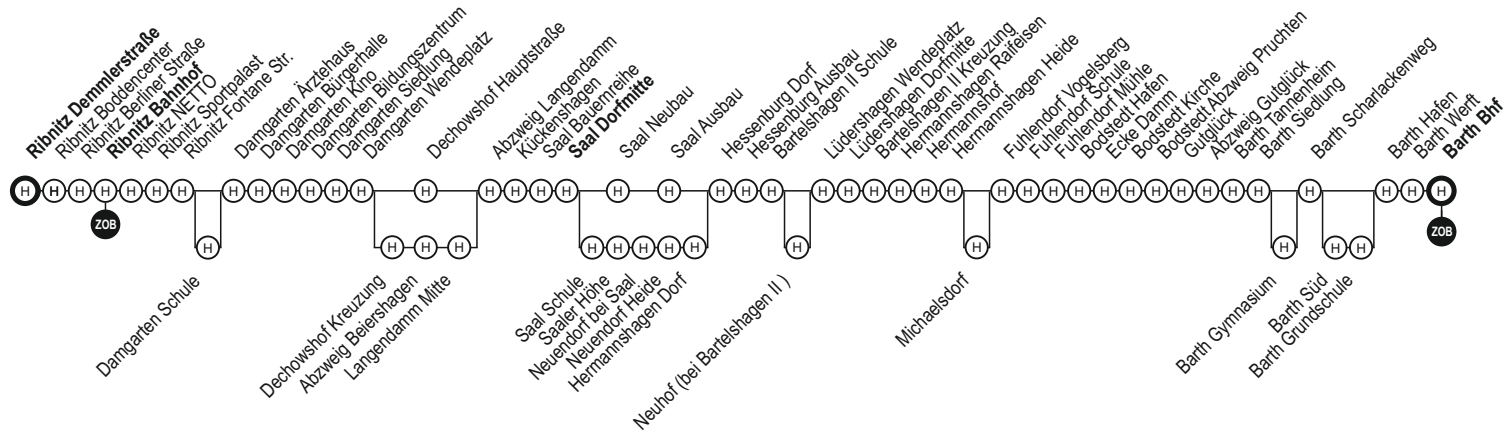 Ribnitz Demmlerstraße
Ribnitz Boddencenter
Ribnitz Berliner Straße
Ribnitz Bahnhof
Ribnitz NETTO
Ribnitz Sportpalast
Ribnitz Fontane Str.
Damgarten Ärztehaus
Damgarten Bürgerhalle
Damgarten Kino
Damgarten Bildungszentrum
Damgarten Siedlung
Damgarten Wendeplatz
Dechowshof Hauptstraße
Abzweig Langendamm
Kückenshagen
Saal Bauernreihe
Saal Dorfmitte
Saal Neubau
Saal Ausbau
Hessenburg Dorf
Hessenburg Ausbau
Bartelshagen II Schule
Lüdershagen Wendeplatz
Lüdershagen Dorfmitte
Bartelshagen II Kreuzung
Hermannshagen Raifeisen
Hermannshof
Hermannshagen Heide
Fuhlendorf Vogelsberg
Fuhlendorf Schule
Fuhlendorf Mühle
Bodstedt Hafen
Ecke Damm
Bodstedt Kirche
Bodstedt Abzweig Pruchten
Gutglück
Abzweig Gutglück
Barth Tannenheim
Barth Siedlung
Barth Scharlackenweg
Barth Hafen
Barth Werft
Barth Bhf
H H H H H H H H H H H H H H H H H H H H H H H H H H H H H H H H H H H H H H H H H H H H
ZOB
ZOB
H H H H H H H H H H H H H H
Damgarten Schule
Dechowshof Kreuzung
Abzweig Beiershagen
Langendamm Mitte
Saal Schule
Saaler Höhe
Neuendorf bei Saal
Neuendorf Heide
Hermannshagen Dorf
Neuhof (bei Bartelshagen II )
Michaelsdorf
Barth Gymnasium
Barth Süd
Barth Grundschule